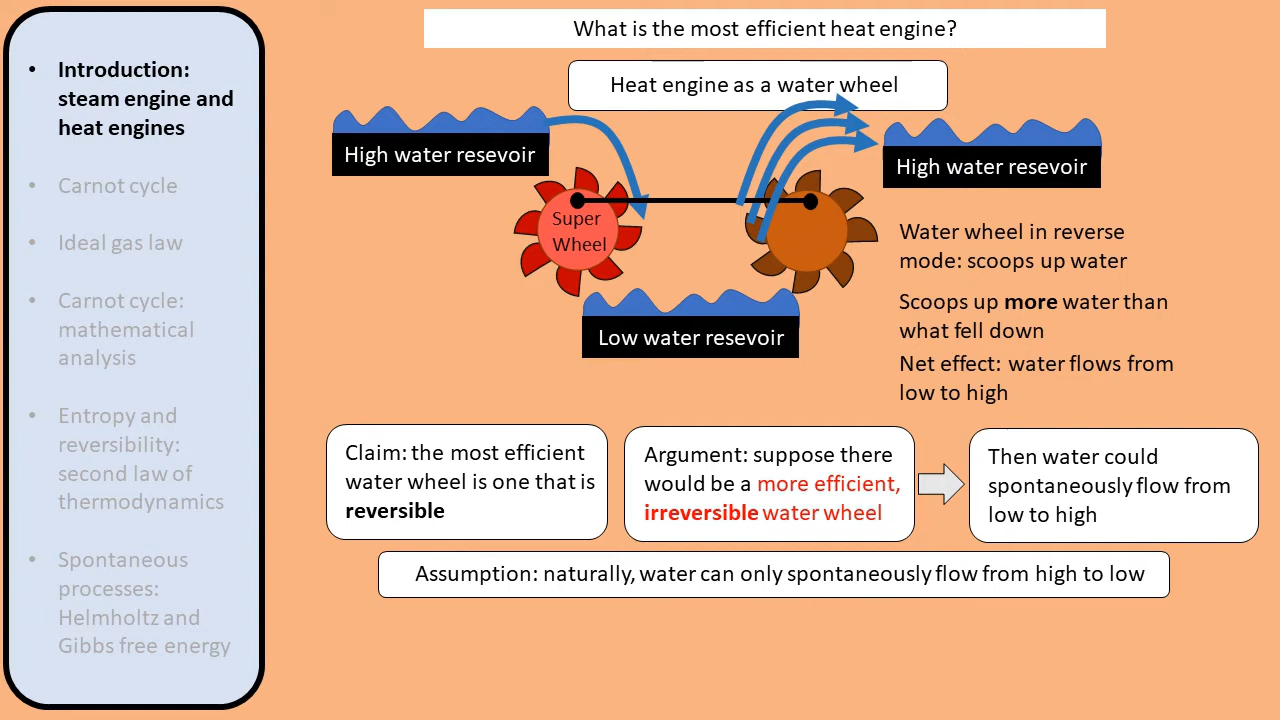 Introduction:
steam engine and
heat engines
Carnot cycle
Ideal gas law
Carnot cycle:
mathematical
analysis
Entropy and
reversibility:
second law of
thermodynamics
Spontaneous
processes:
Helmholtz and
Gibbs free energy
What is the most efficient heat engine?
Heat engine as a water wheel
High water resevoir
High water resevoir
Super
Wheel
Low water resevoir
Water wheel in reverse
mode: scoops up water
Scoops up more water than
what fell down
Net effect: water flows from
low to high
Claim: the most efficient
water wheel is one that is
reversible
Argument: suppose there
would be a more efficient,
irreversible water wheel
Then water could
spontaneously flow from
low to high
Assumption: naturally, water can only spontaneously flow from high to low